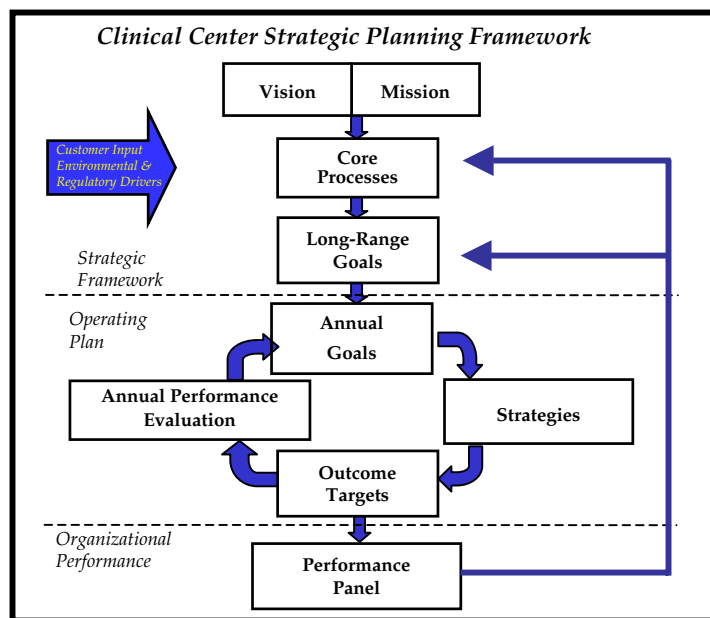 Clinical Center Strategic Planning Framework
Vision
Mission
Customer Input
Environmental &
Regulatory Drivers
Core
Processes
Long-Range
Goals
Strategic
Framework
Operating
Plan
Annual
Goals
Annual Performance
Evaluation
Strategies
Outcome
Targets
Organizational
Performance
Performance
Panel